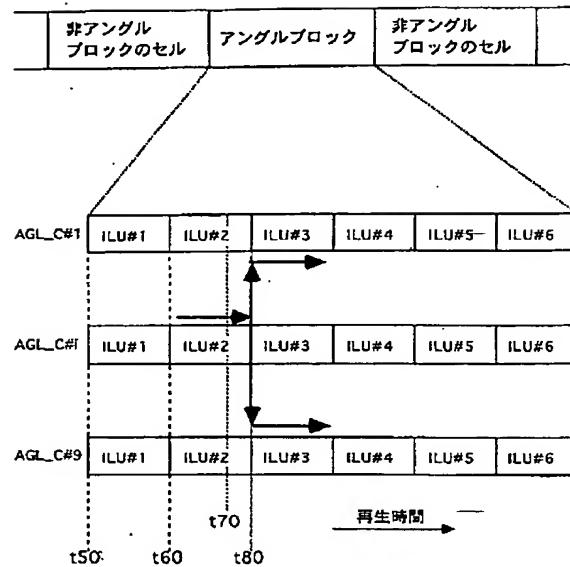 非アングル
ブロックのセル
アングルブロック
非アングル
ブロックのセル
AGL_C#1 ILU#1 ILU#2 ILU#3 ILU#4 ILU#5 ILU#6
AGL_C#i ILU#1 ILU#2 ILU#3 ILU#4 ILU#5 ILU#6
AGL_C#9 ILU#1 ILU#2 ILU#3 ILU#4 ILU#5 ILU#6
t70
再生時間
t50 t60 t80